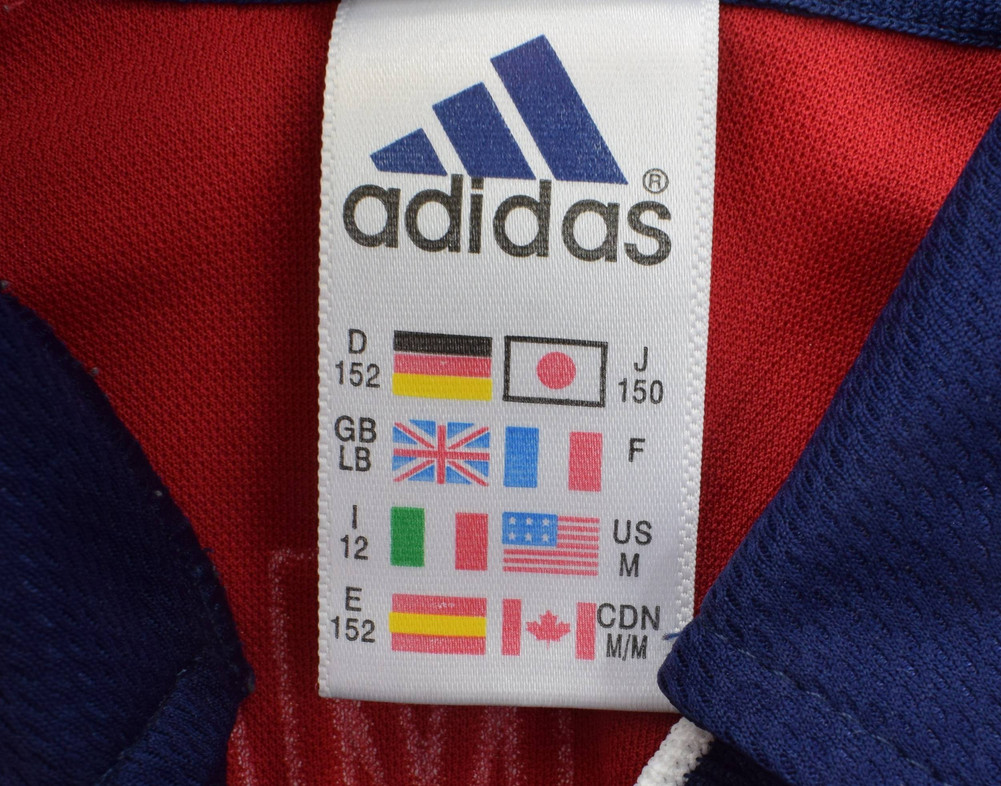 adidas®
D
152
J
150
GB
LB
F
I
12
US
M
E
152
CDN
M/M